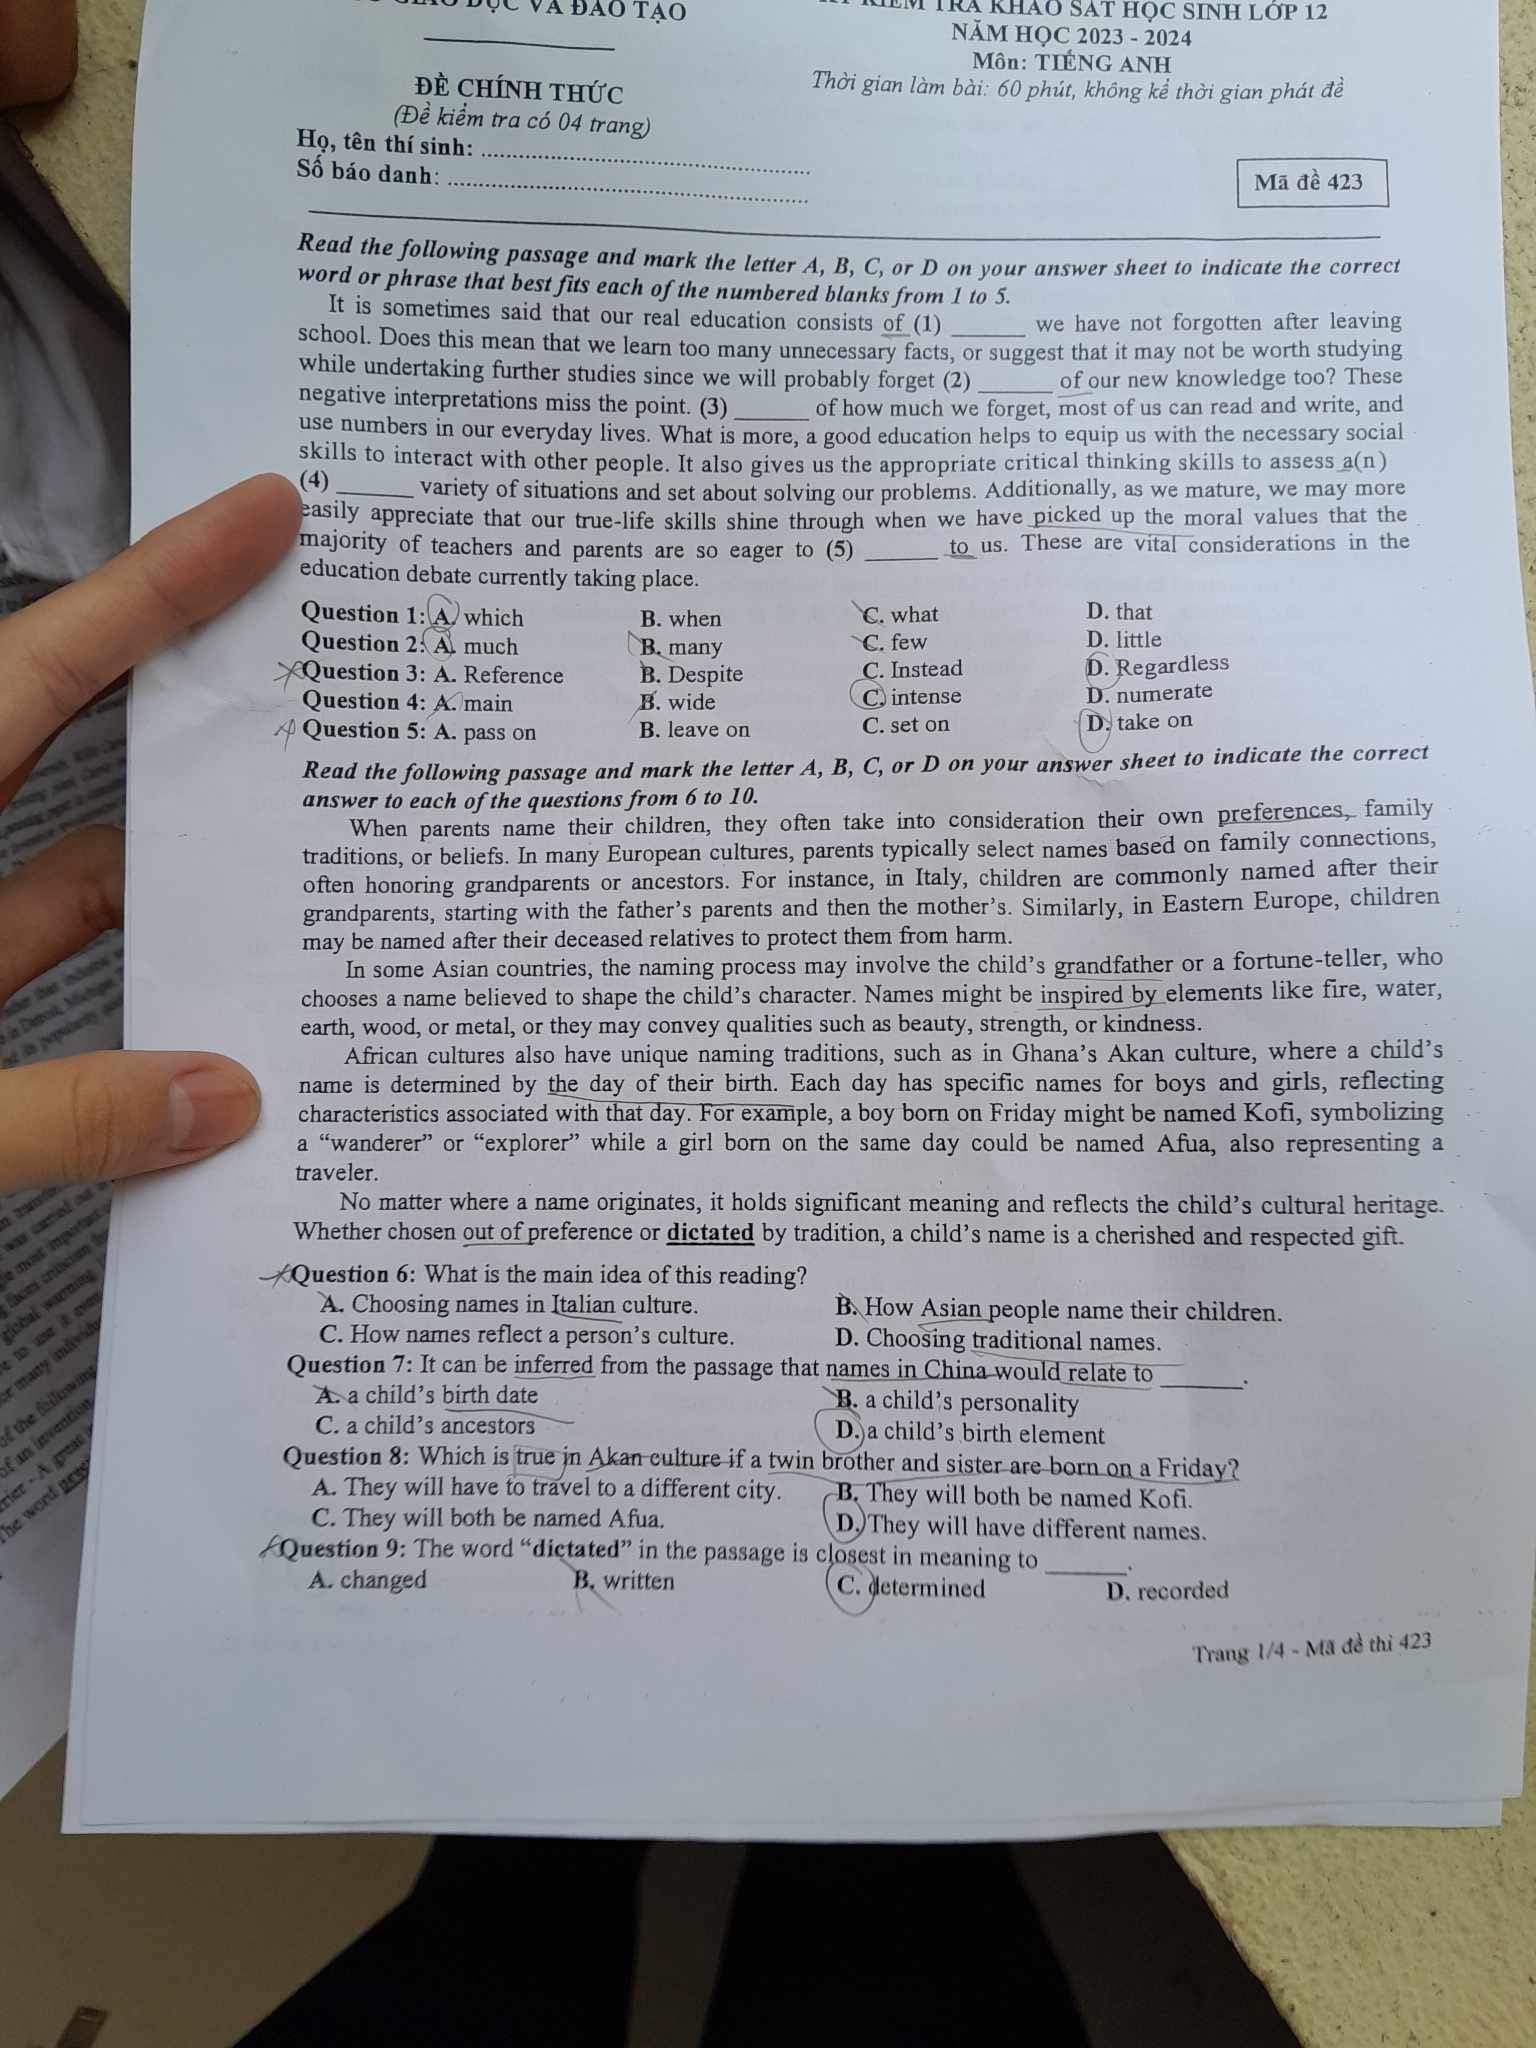 GIÁO DỤC VÀ ĐÀO TẠO
KIỂM TRA KHẢO SÁT HỌC SINH LỚP 12
NĂM HỌC 2023 - 2024
Môn: TIẾNG ANH
Thời gian làm bài: 60 phút, không kể thời gian phát đề
ĐỀ CHÍNH THỨC
(Đề kiểm tra có 04 trang)
Họ, tên thí sinh:
Số báo danh:
Mã đề 423
Read the following passage and mark the letter A, B, C, or D on your answer sheet to indicate the correct
word or phrase that best fits each of the numbered blanks from 1 to 5.
It is sometimes said that our real education consists of (1) ______ we have not forgotten after leaving
school. Does this mean that we learn too many unnecessary facts, or suggest that it may not be worth studying
while undertaking further studies since we will probably forget (2) ______ of our new knowledge too? These
negative interpretations miss the point. (3) ______ of how much we forget, most of us can read and write, and
use numbers in our everyday lives. What is more, a good education helps to equip us with the necessary social
skills to interact with other people. It also gives us the appropriate critical thinking skills to assess a(n)
(4) ______ variety of situations and set about solving our problems. Additionally, as we mature, we may more
easily appreciate that our true-life skills shine through when we have picked up the moral values that the
majority of teachers and parents are so eager to (5) ______ to us. These are vital considerations in the
education debate currently taking place.
Question 1: A. which B. when C. what D. that
Question 2: A. much B. many C. few D. little
Question 3: A. Reference B. Despite C. Instead D. Regardless
Question 4: A. main B. wide C. intense D. numerate
Question 5: A. pass on B. leave on C. set on D. take on
Read the following passage and mark the letter A, B, C, or D on your answer sheet to indicate the correct
answer to each of the questions from 6 to 10.
When parents name their children, they often take into consideration their own preferences, family
traditions, or beliefs. In many European cultures, parents typically select names based on family connections,
often honoring grandparents or ancestors. For instance, in Italy, children are commonly named after their
grandparents, starting with the father's parents and then the mother's. Similarly, in Eastern Europe, children
may be named after their deceased relatives to protect them from harm.
In some Asian countries, the naming process may involve the child's grandfather or a fortune-teller, who
chooses a name believed to shape the child's character. Names might be inspired by elements like fire, water,
earth, wood, or metal, or they may convey qualities such as beauty, strength, or kindness.
African cultures also have unique naming traditions, such as in Ghana's Akan culture, where a child's
name is determined by the day of their birth. Each day has specific names for boys and girls, reflecting
characteristics associated with that day. For example, a boy born on Friday might be named Kofi, symbolizing
a “wanderer” or “explorer” while a girl born on the same day could be named Afua, also representing a
traveler.
No matter where a name originates, it holds significant meaning and reflects the child's cultural heritage.
Whether chosen out of preference or dictated by tradition, a child's name is a cherished and respected gift.
Question 6: What is the main idea of this reading?
A. Choosing names in Italian culture. B. How Asian people name their children.
C. How names reflect a person's culture. D. Choosing traditional names.
Question 7: It can be inferred from the passage that names in China would relate to ______.
A. a child's birth date B. a child's personality
C. a child's ancestors D. a child's birth element
Question 8: Which is true in Akan culture if a twin brother and sister are born on a Friday?
A. They will have to travel to a different city. B. They will both be named Kofi.
C. They will both be named Afua. D. They will have different names.
Question 9: The word “dictated” in the passage is closest in meaning to ______.
A. changed B. written C. determined D. recorded
Trang 1/4 - Mã đề thi 423